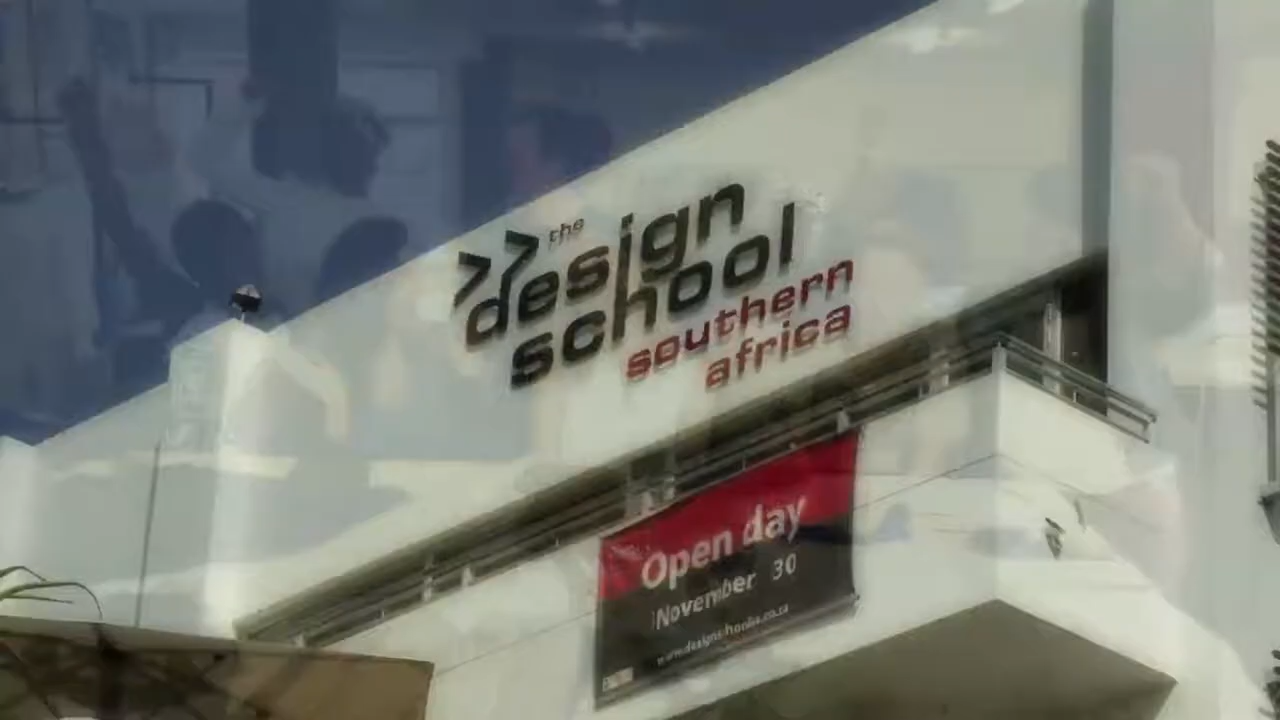 the
design
school
southern
africa
Open day
November 30